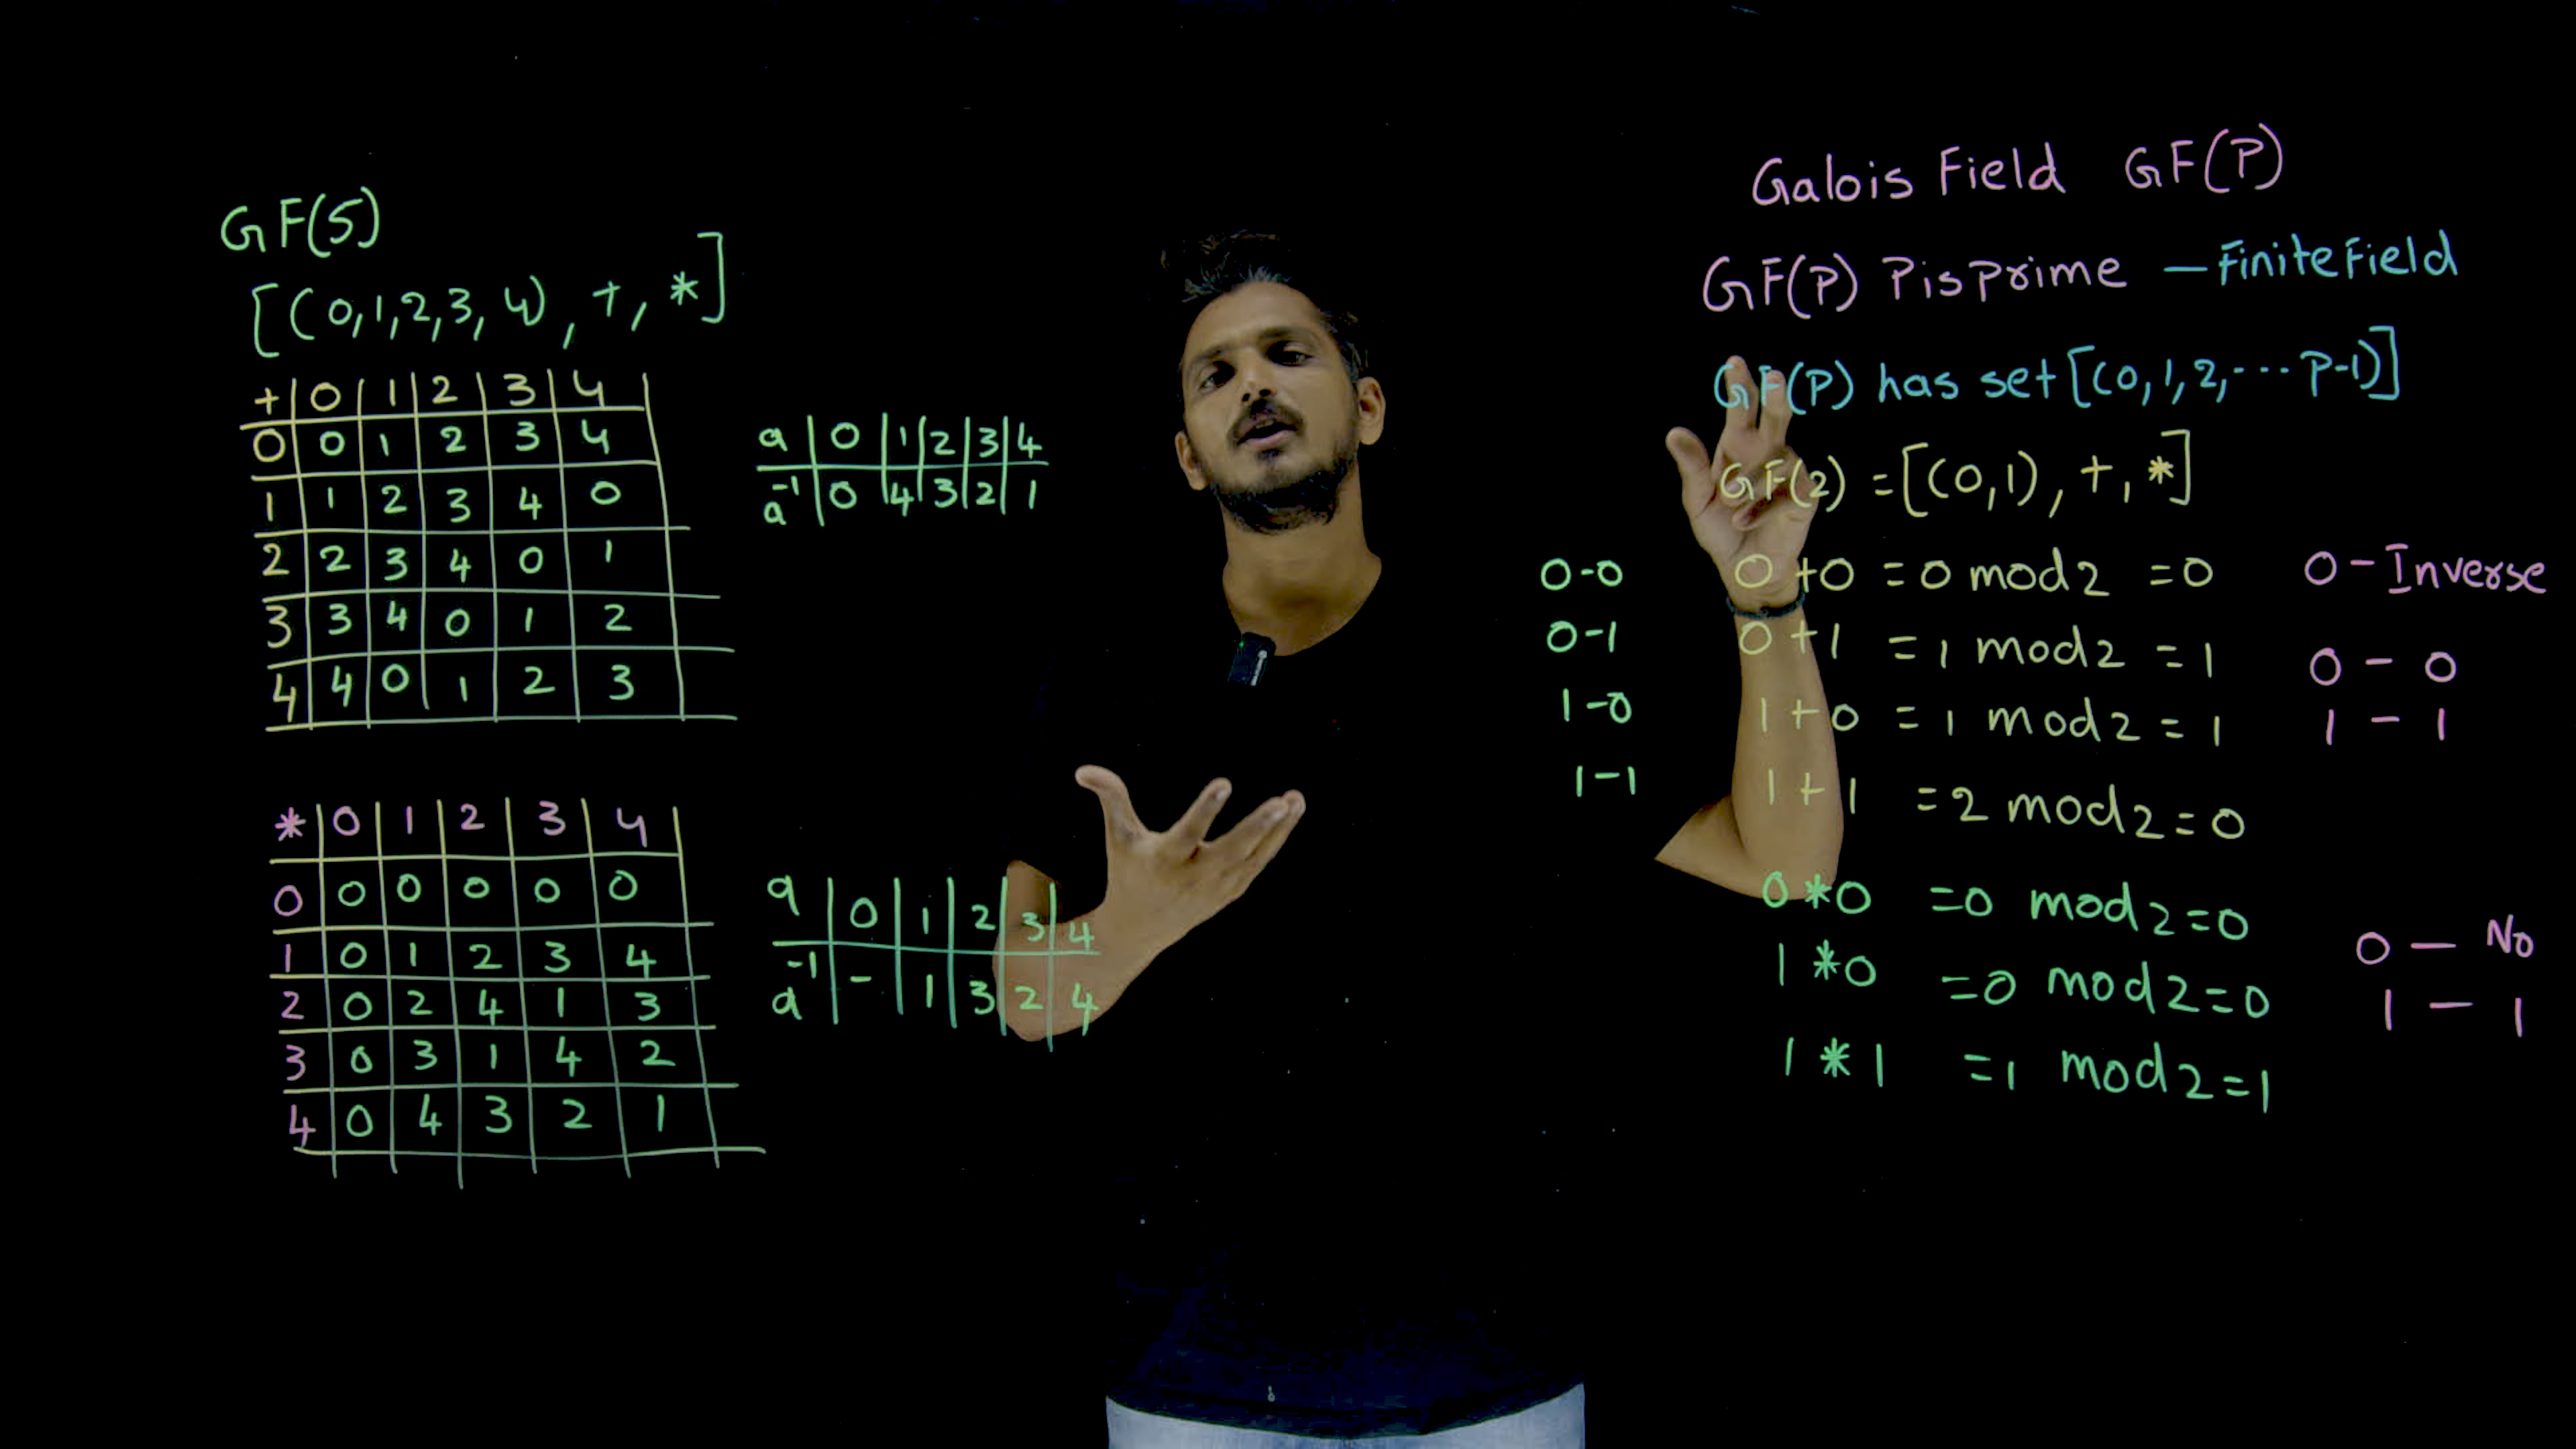 GF(5)
[(0,1,2,3,4), +, *]
+ 0 1 2 3 4
0 0 1 2 3 4
1 1 2 3 4 0
2 2 3 4 0 1
3 3 4 0 1 2
4 4 0 1 2 3
a 0 1 2 3 4
a⁻¹ 0 4 3 2 1
* 0 1 2 3 4
0 0 0 0 0 0
1 0 1 2 3 4
2 0 2 4 1 3
3 0 3 1 4 2
4 0 4 3 2 1
a 0 1 2 3 4
a⁻¹ - 1 3 2 4
Galois Field GF(P)
GF(P) P is prime — Finite Field
GF(P) has set [(0,1,2,... P-1)]
GF(2) = [(0,1), +, *]
0-0 0+0 = 0 mod 2 = 0 0 - Inverse
0-1 0+1 = 1 mod 2 = 1 0 - 0
1-0 1+0 = 1 mod 2 = 1 1 - 1
1-1 1+1 = 2 mod 2 = 0
0*0 = 0 mod 2 = 0 0 — No
1*0 = 0 mod 2 = 0 1 - 1
1*1 = 1 mod 2 = 1